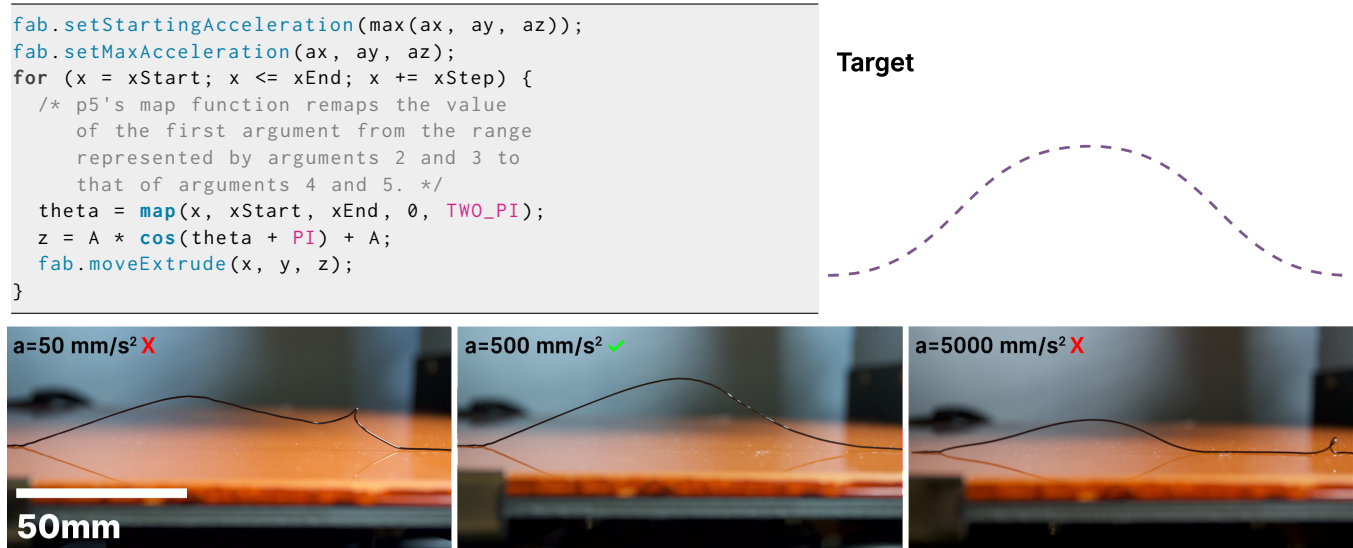 fab.setStartingAcceleration(max(ax, ay, az));
fab.setMaxAcceleration(ax, ay, az);
for (x = xStart; x <= xEnd; x += xStep) {
/* p5's map function remaps the value
of the first argument from the range
represented by arguments 2 and 3 to
that of arguments 4 and 5. */
theta = map(x, xStart, xEnd, 0, TWO_PI);
z = A * cos(theta + PI) + A;
fab.moveExtrude(x, y, z);
}
Target
a=50 mm/s² X
a=500 mm/s² ✓
a=5000 mm/s² X
50mm